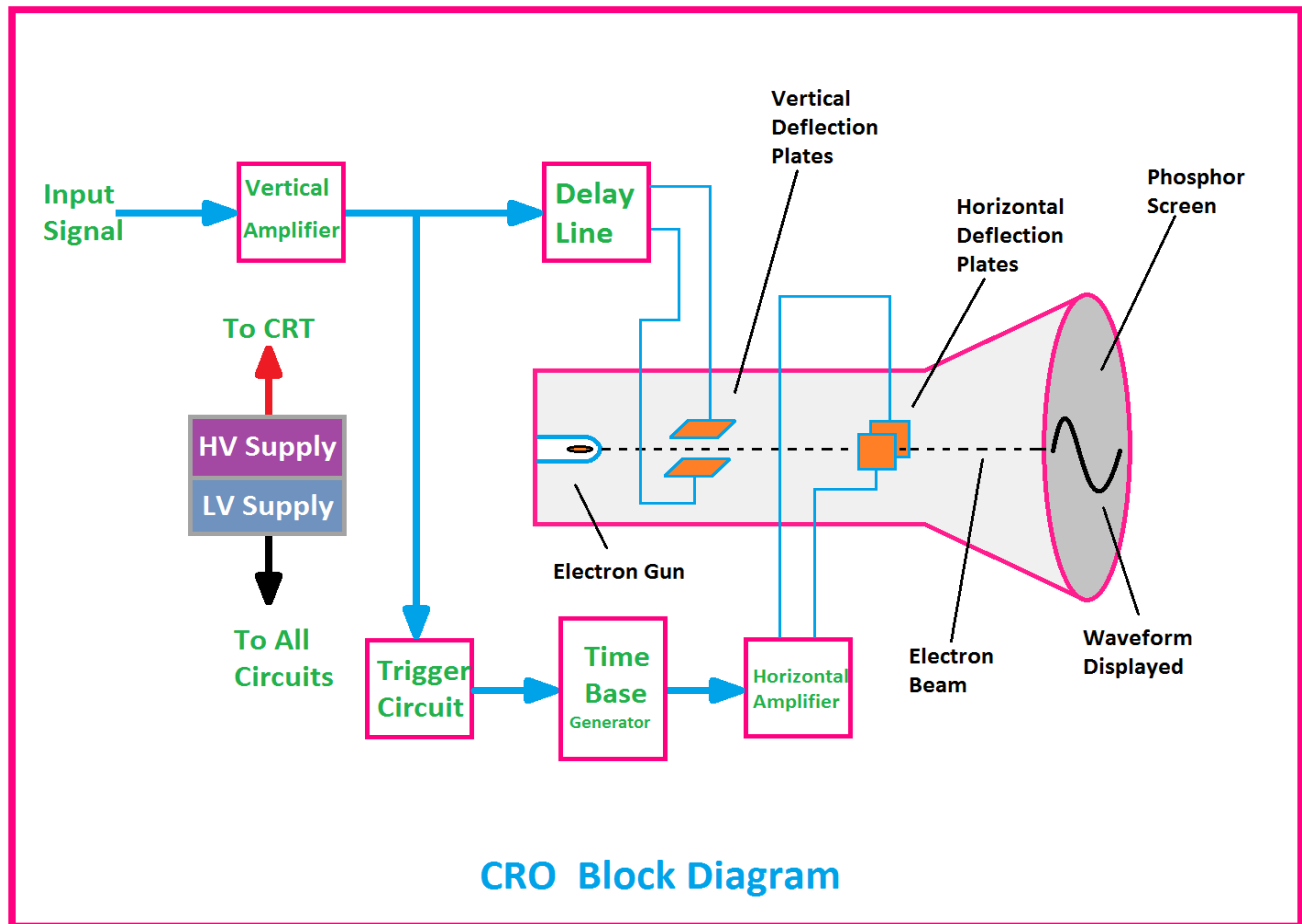 Vertical
Deflection
Plates
Input
Signal
Vertical
Amplifier
Delay
Line
Phosphor
Screen
Horizontal
Deflection
Plates
To CRT
HV Supply
LV Supply
Electron Gun
To All
Circuits
Trigger
Circuit
Time
Base
Generator
Horizontal
Amplifier
Electron
Beam
Waveform
Displayed
CRO Block Diagram